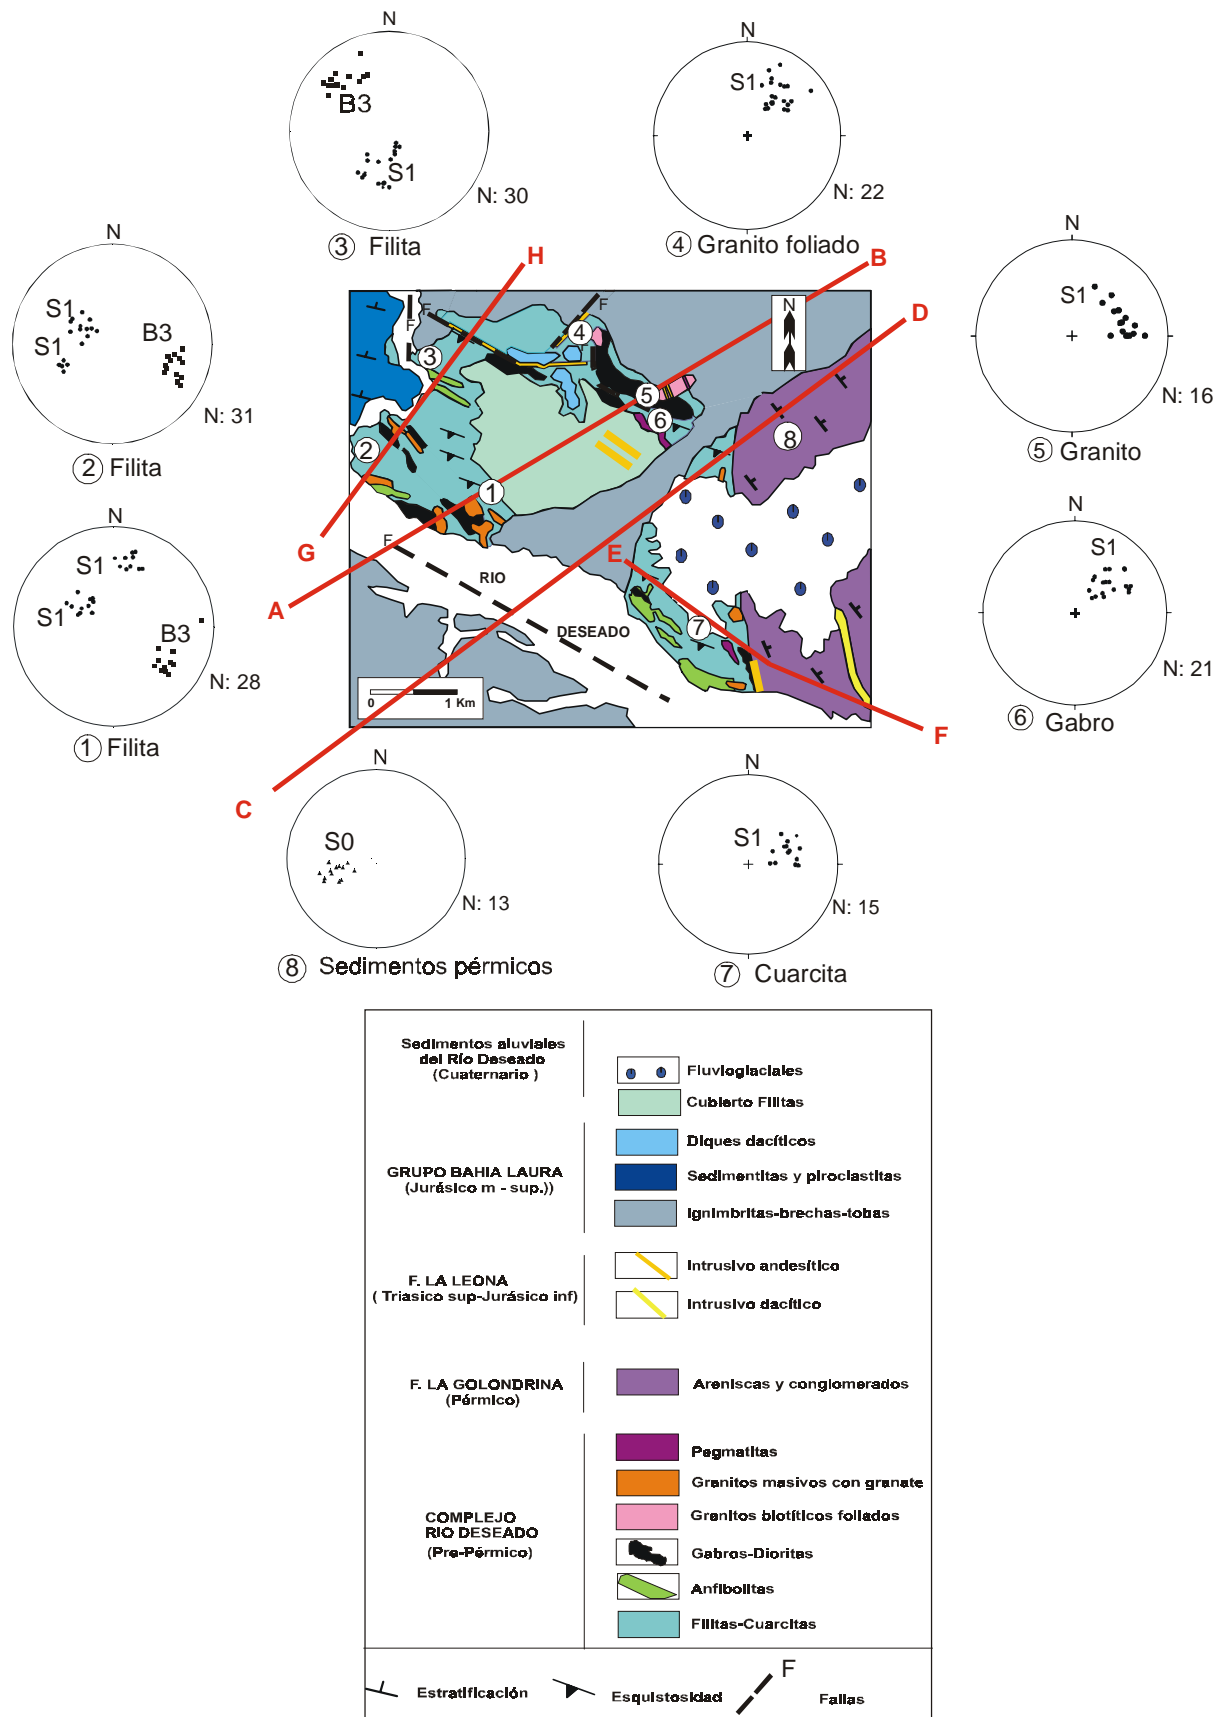 N
B3
S1
N: 30
③ Filita
N
S1
N: 22
④ Granito foliado
N
S1
S1
B3
N: 31
② Filita
N
S1
N: 16
⑤ Granito
N
S1
S1
B3
N: 28
① Filita
N
S1
N: 21
⑥ Gabro
H
B
D
G
A
E
C
F
N
F
F
F
F
③
④
⑤
⑥
②
①
⑧
⑦
RIO
DESEADO
0 1 Km
N
S0
N: 13
⑧ Sedimentos pérmicos
N
S1
N: 15
⑦ Cuarcita
Sedimentos aluviales
del Río Deseado
(Cuaternario )
Fluvioglaciales
Cubierto Filitas
GRUPO BAHIA LAURA
(Jurásico m - sup.))
Diques dacíticos
Sedimentitas y piroclastitas
Ignimbritas-brechas-tobas
F. LA LEONA
( Triasico sup-Jurásico inf)
Intrusivo andesítico
Intrusivo dacítico
F. LA GOLONDRINA
(Pérmico)
Areniscas y conglomerados
COMPLEJO
RIO DESEADO
(Pre-Pérmico)
Pegmatitas
Granitos masivos con granate
Granitos biotíticos foliados
Gabros-Dioritas
Anfibolitas
Filitas-Cuarcitas
Estratificación
Esquistosidad
F
Fallas